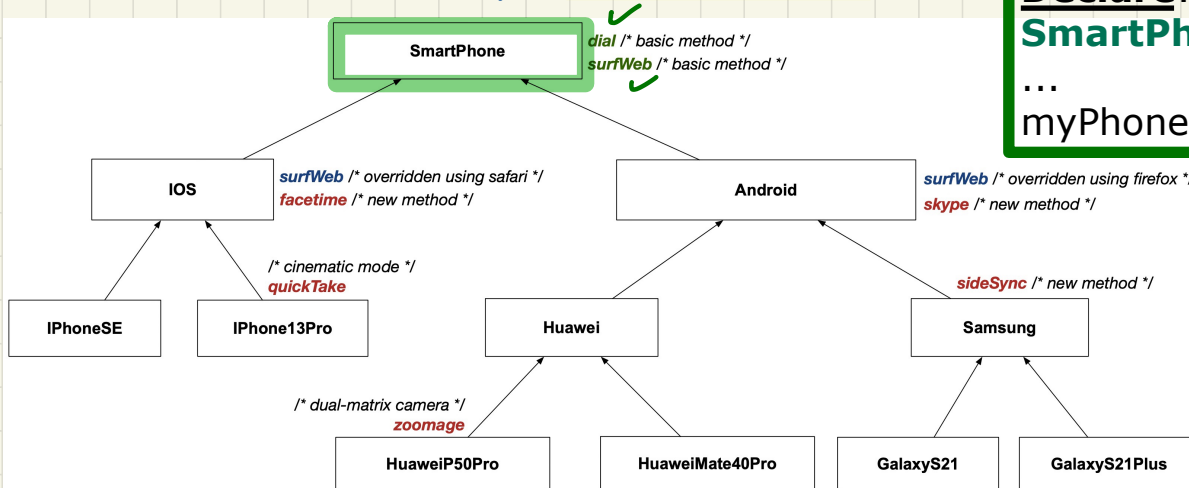 SmartPhone
dial /* basic method */
surfWeb /* basic method */
SmartPh
...
myPhone
IOS
surfWeb /* overridden using safari */
facetime /* new method */
Android
surfWeb /* overridden using firefox *
skype /* new method */
/* cinematic mode */
quickTake
sideSync /* new method */
IPhoneSE
IPhone13Pro
Huawei
Samsung
/* dual-matrix camera */
zoomage
HuaweiP50Pro
HuaweiMate40Pro
GalaxyS21
GalaxyS21Plus